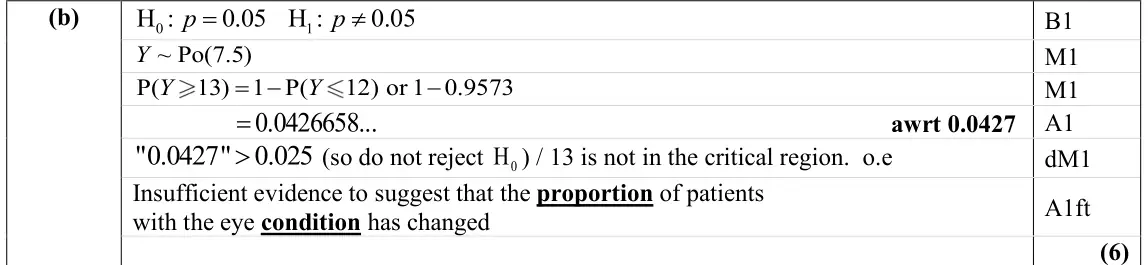 (b) H₀ : p = 0.05 H₁ : p ≠ 0.05 B1
Y ~ Po(7.5) M1
P(Y⩾13) = 1 − P(Y⩽12) or 1 − 0.9573 M1
= 0.0426658... awrt 0.0427 A1
"0.0427" > 0.025 (so do not reject H₀ ) / 13 is not in the critical region. o.e dM1
Insufficient evidence to suggest that the proportion of patients
with the eye condition has changed A1ft
(6)